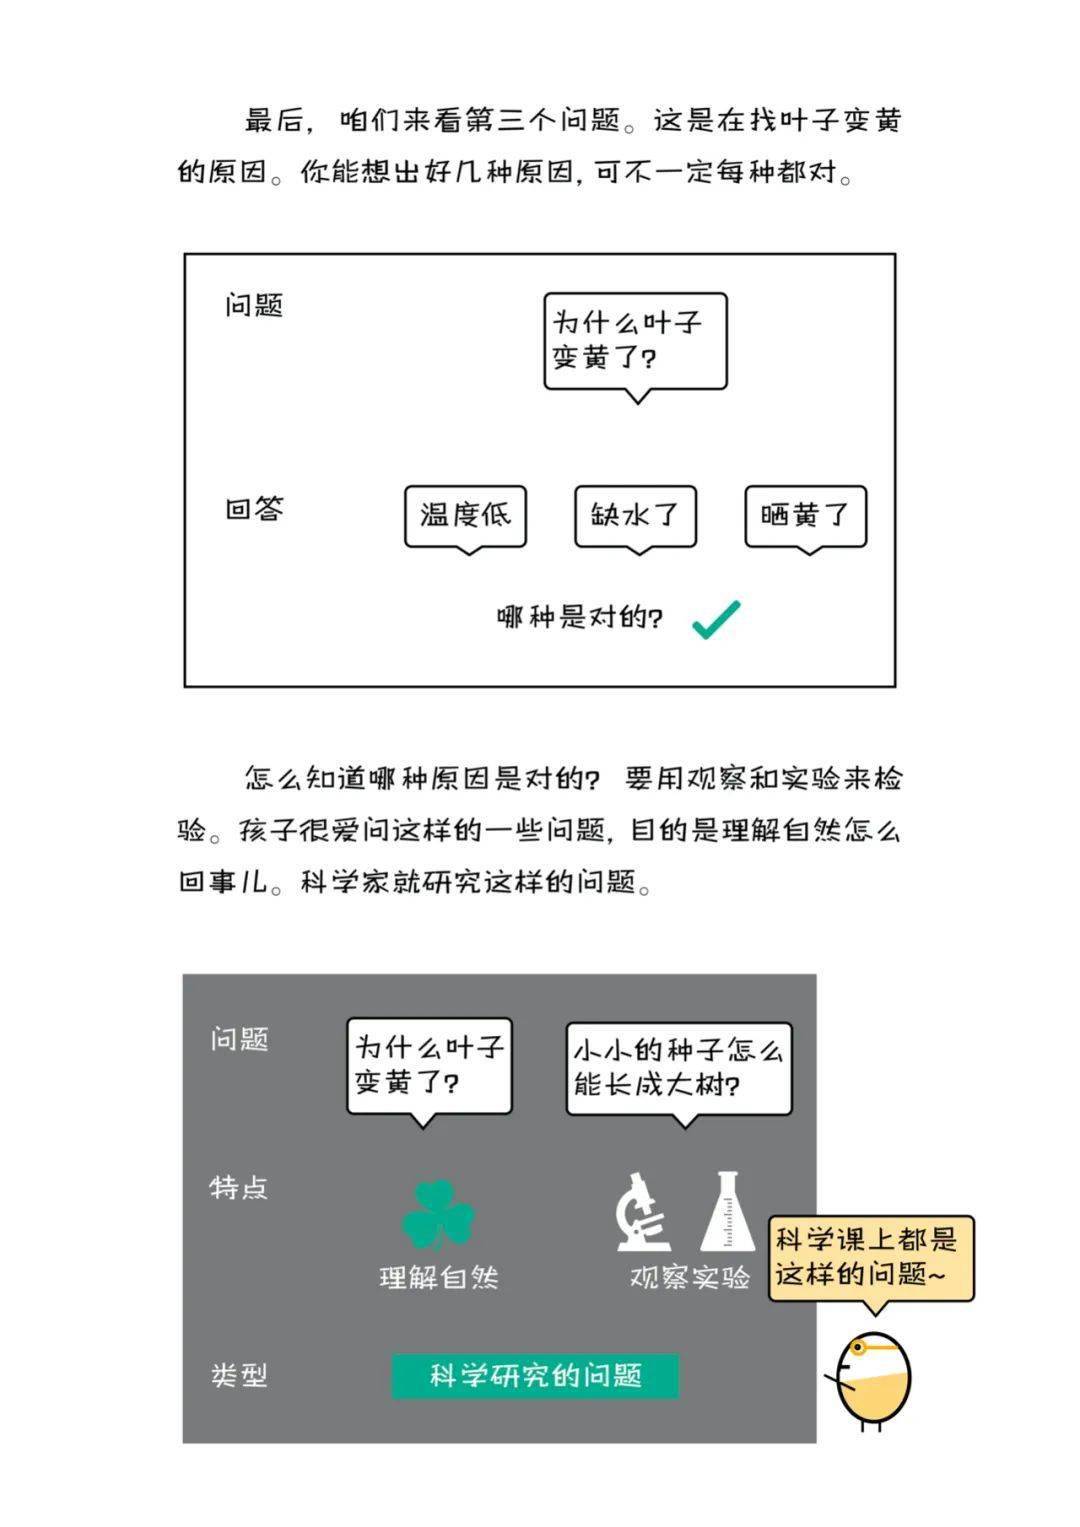 最后，咱们来看第三个问题。这是在找叶子变黄
的原因。你能想出好几种原因，可不一定每种都对。
问题
为什么叶子
变黄了？
回答
温度低
缺水了
晒黄了
哪种是对的？
怎么知道哪种原因是对的？要用观察和实验来检
验。孩子很爱问这样的一些问题，目的是理解自然怎么
回事儿。科学家就研究这样的问题。
问题
为什么叶子
变黄了？
小小的种子怎么
能长成大树？
特点
理解自然
观察实验
科学课上都是
这样的问题~
类型
科学研究的问题